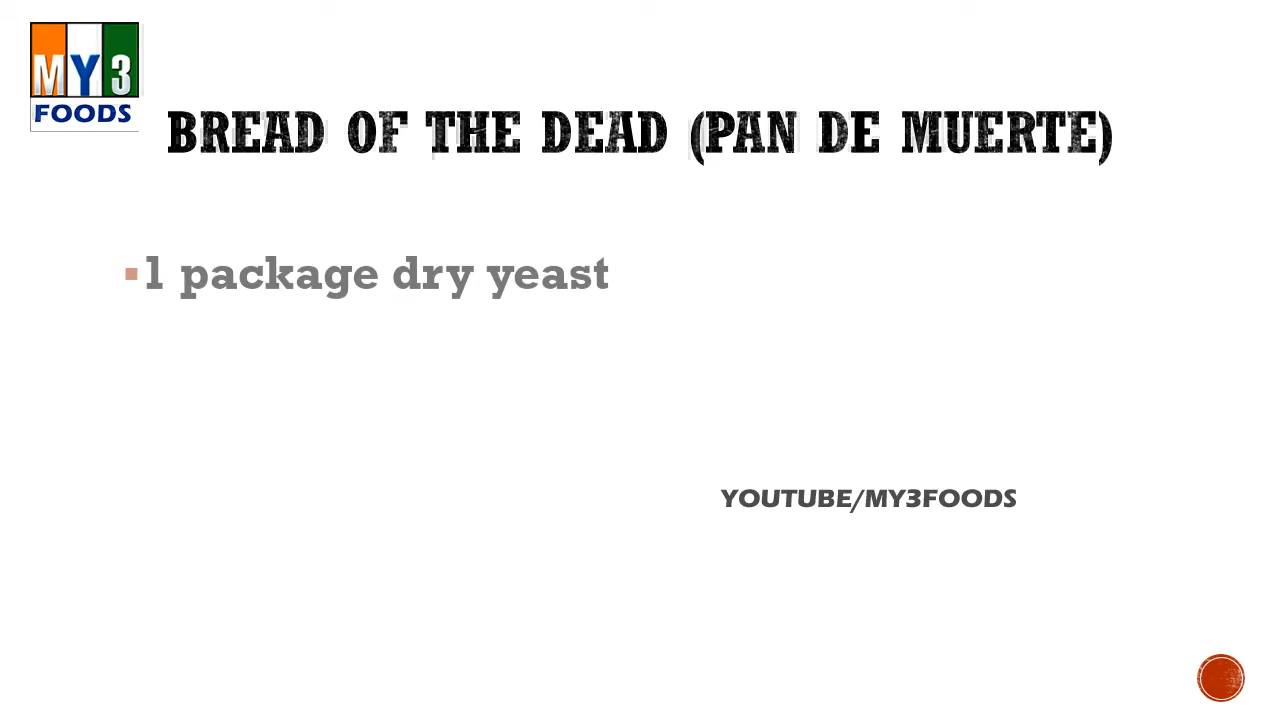 MY3
FOODS
BREAD OF THE DEAD (PAN DE MUERTE)
1 package dry yeast
YOUTUBE/MY3FOODS